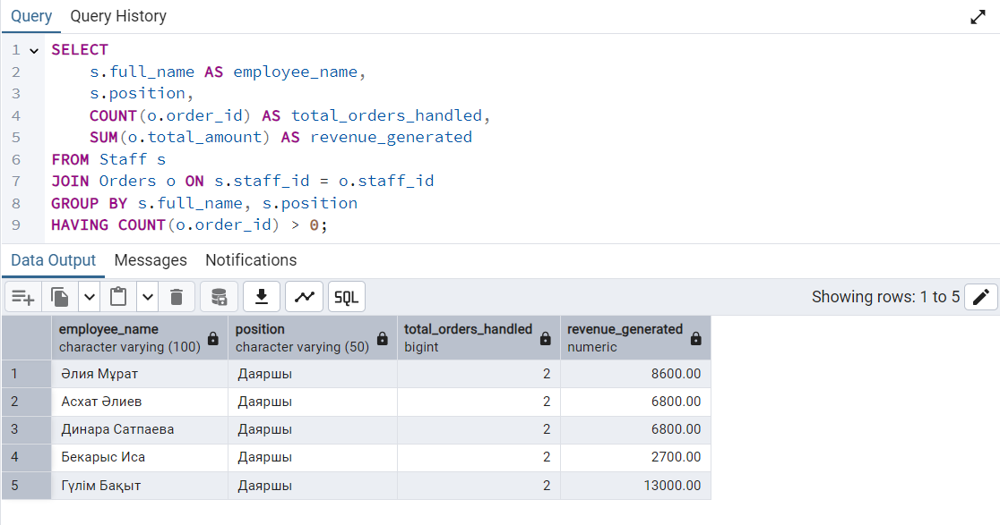 Query Query History
1 SELECT
2 s.full_name AS employee_name,
3 s.position,
4 COUNT(o.order_id) AS total_orders_handled,
5 SUM(o.total_amount) AS revenue_generated
6 FROM Staff s
7 JOIN Orders o ON s.staff_id = o.staff_id
8 GROUP BY s.full_name, s.position
9 HAVING COUNT(o.order_id) > 0;
Data Output Messages Notifications
SQL Showing rows: 1 to 5
employee_name position total_orders_handled revenue_generated
character varying (100) character varying (50) bigint numeric
1 Әлия Мұрат Даяршы 2 8600.00
2 Асхат Әлиев Даяршы 2 6800.00
3 Динара Сатпаева Даяршы 2 6800.00
4 Бекарыс Иса Даяршы 2 2700.00
5 Гүлім Бақыт Даяршы 2 13000.00